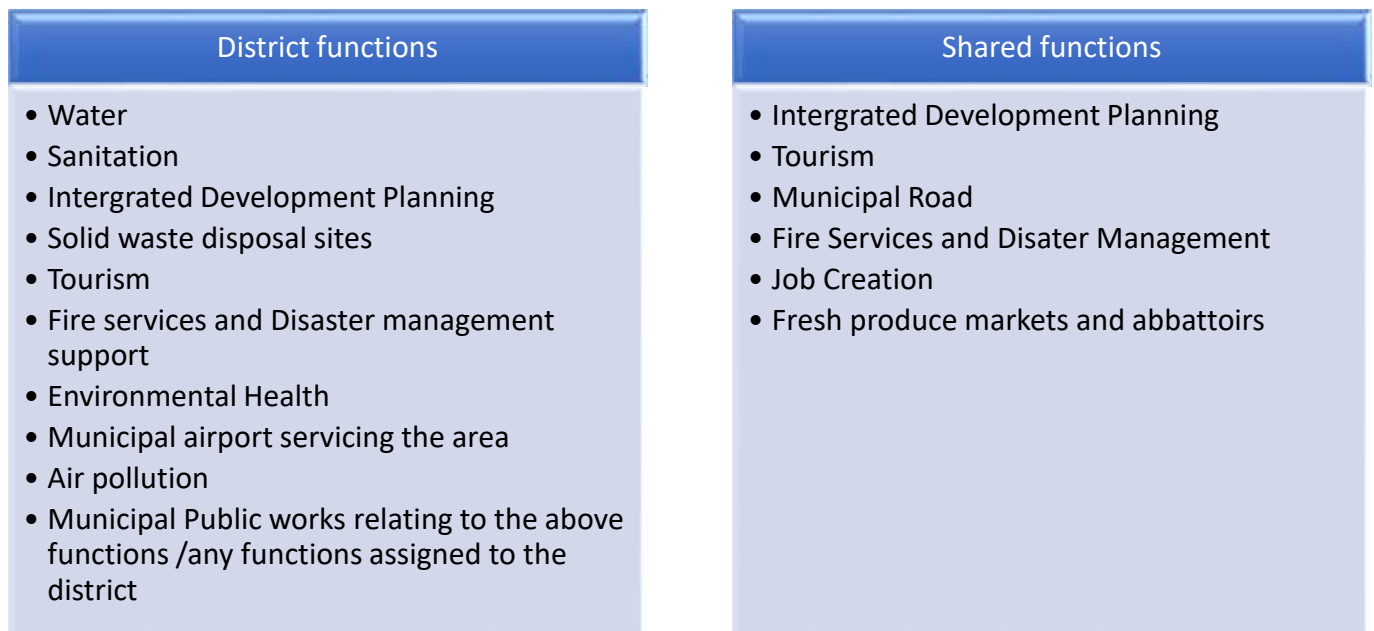 District functions
• Water
• Sanitation
• Intergrated Development Planning
• Solid waste disposal sites
• Tourism
• Fire services and Disaster management
support
• Environmental Health
• Municipal airport servicing the area
• Air pollution
• Municipal Public works relating to the above
functions /any functions assigned to the
district
Shared functions
• Intergrated Development Planning
• Tourism
• Municipal Road
• Fire Services and Disater Management
• Job Creation
• Fresh produce markets and abbattoirs